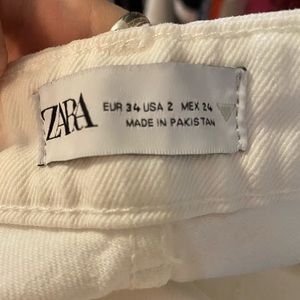 ZARA
EUR 34 USA 2 MEX 24
MADE IN PAKISTAN